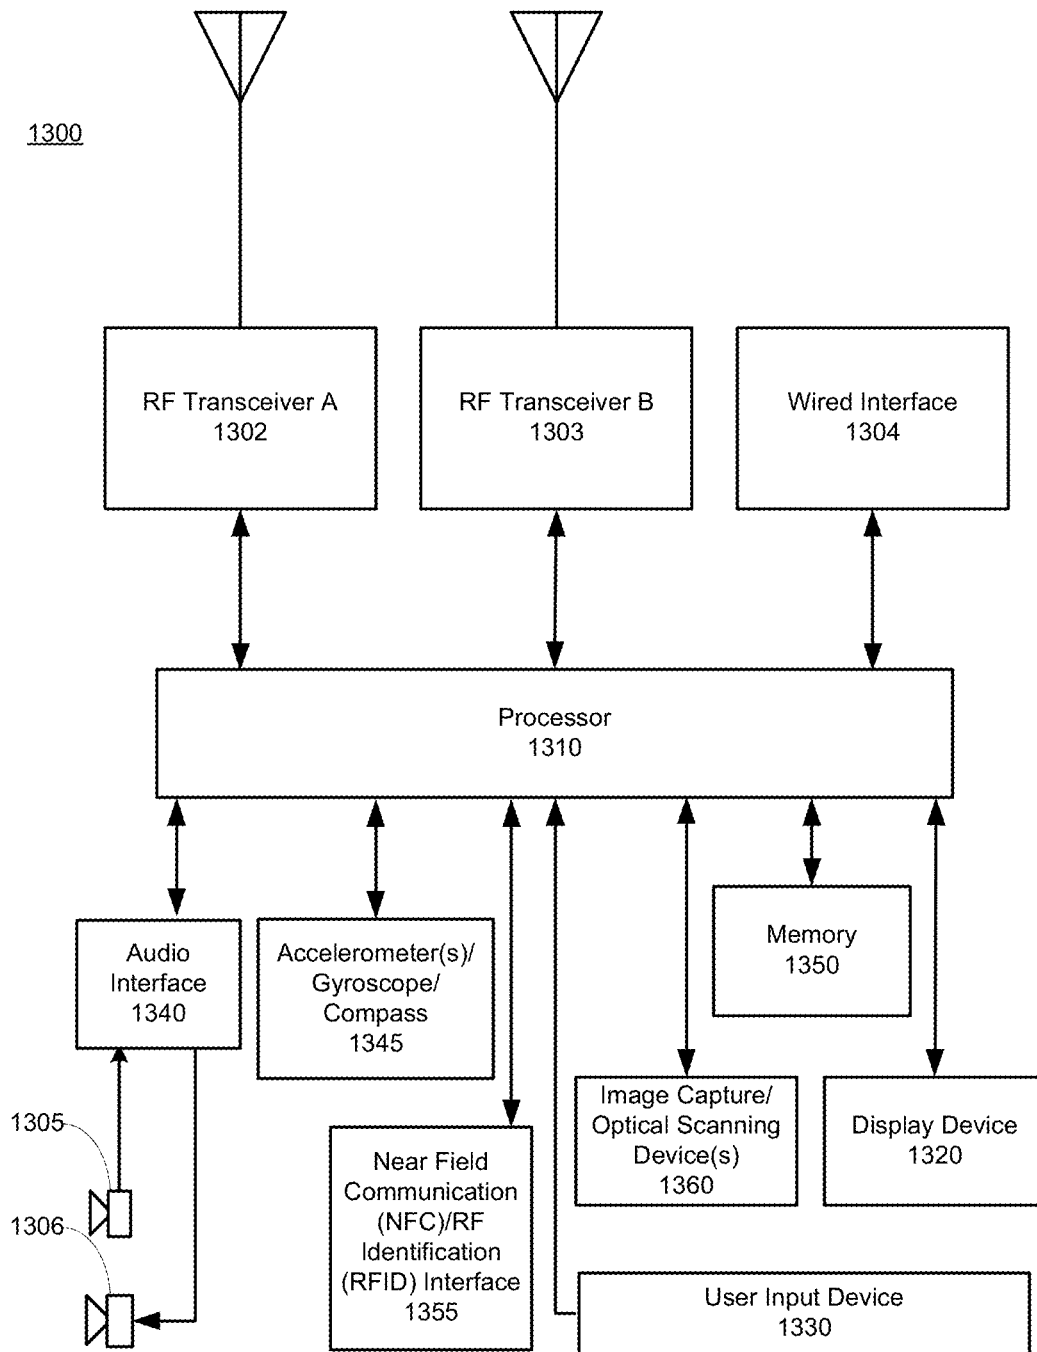 1300
RF Transceiver A
1302
RF Transceiver B
1303
Wired Interface
1304
Processor
1310
Audio
Interface
1340
Accelerometer(s)/
Gyroscope/
Compass
1345
Memory
1350
Image Capture/
Optical Scanning
Device(s)
1360
Display Device
1320
1305
1306
Near Field
Communication
(NFC)/RF
Identification
(RFID) Interface
1355
User Input Device
1330